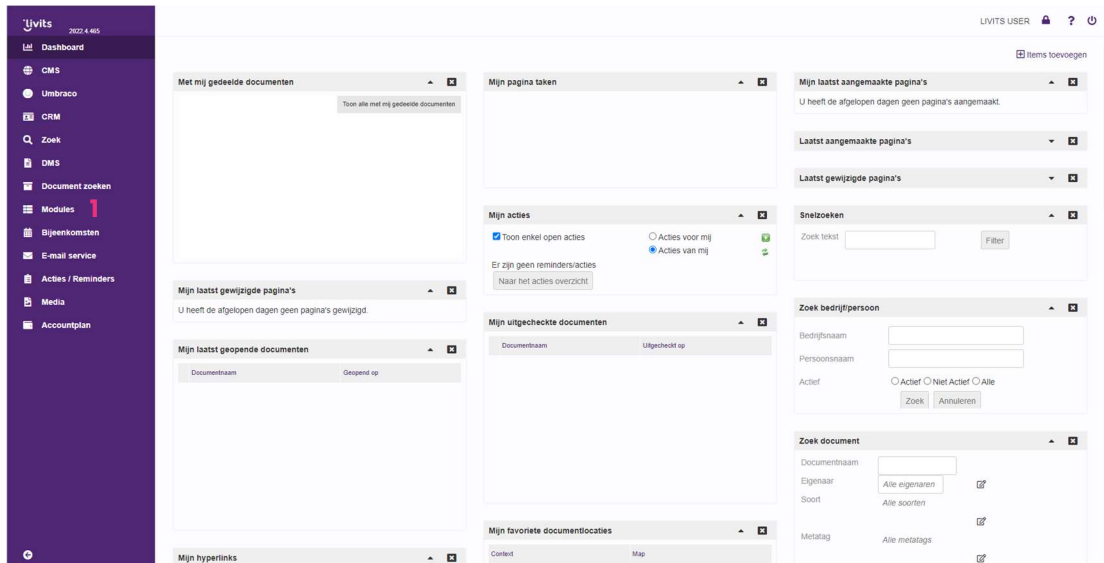 livits
2022.4.465
LIVITS USER
?
Dashboard
CMS
Umbraco
CRM
Zoek
DMS
Document zoeken
Modules
1
Bijeenkomsten
E-mail service
Acties / Reminders
Media
Accountplan
Items toevoegen
Met mij gedeelde documenten
Toon alle met mij gedeelde documenten
Mijn laatst gewijzigde pagina's
U heeft de afgelopen dagen geen pagina's gewijzigd.
Mijn laatst geopende documenten
Documentnaam Geopend op
Mijn hyperlinks
Mijn pagina taken
Mijn acties
Toon enkel open acties Acties voor mij
Acties van mij
Er zijn geen reminders/acties
Naar het acties overzicht
Mijn uitgecheckte documenten
Documentnaam Uitgecheckt op
Mijn favoriete documentlocaties
Context Map
Mijn laatst aangemaakte pagina's
U heeft de afgelopen dagen geen pagina's aangemaakt.
Laatst aangemaakte pagina's
Laatst gewijzigde pagina's
Snelzoeken
Zoek tekst Filter
Zoek bedrijf/persoon
Bedrijfsnaam
Persoonsnaam
Actief Actief Niet Actief Alle
Zoek Annuleren
Zoek document
Documentnaam
Eigenaar Alle eigenaren
Soort Alle soorten
Metatag Alle metatags